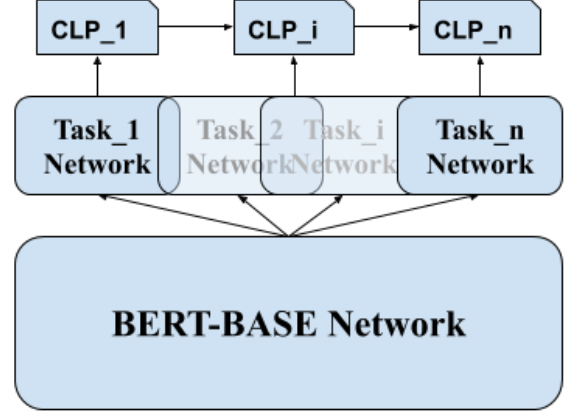 CLP_1 CLP_i CLP_n
Task_1 Task_2 Task_i Task_n
Network Network Network Network
BERT-BASE Network